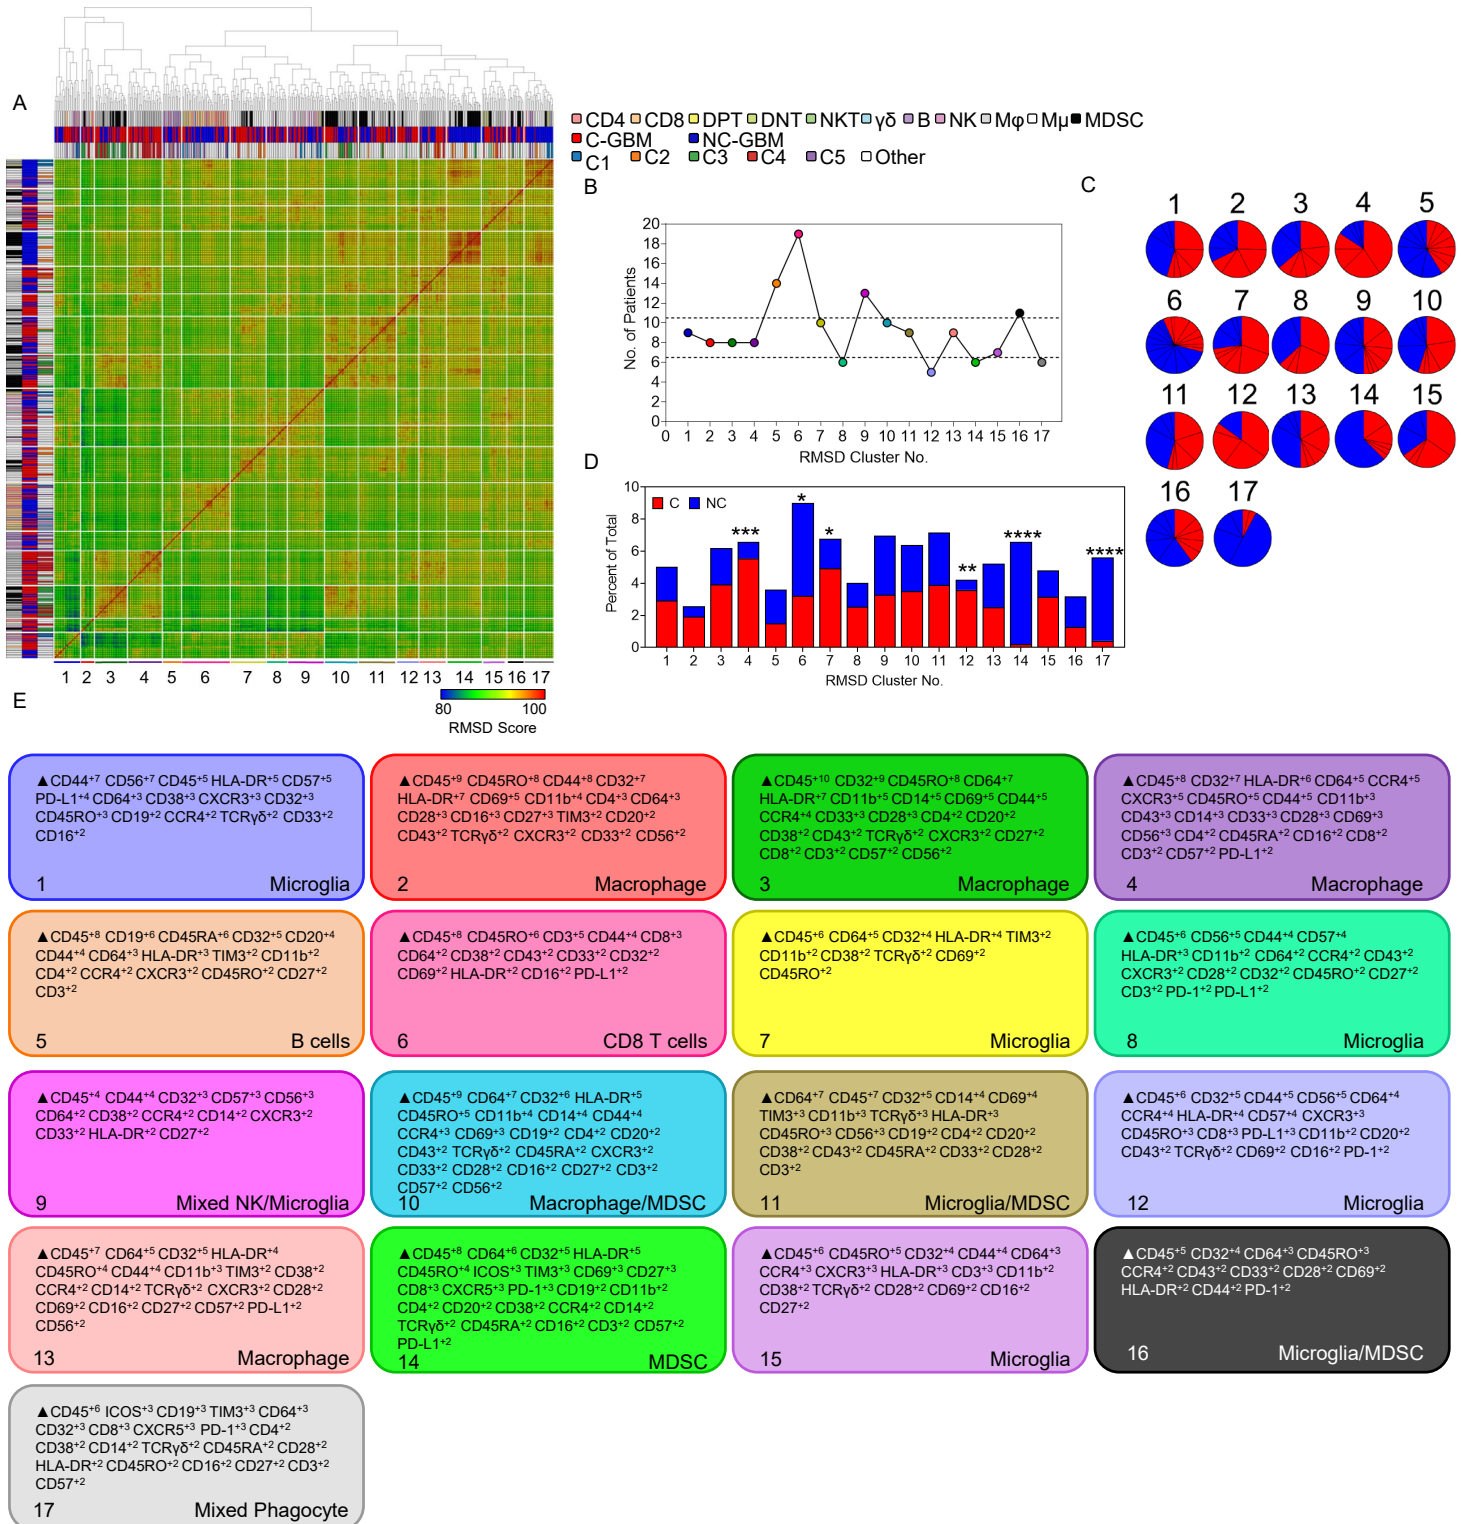 A
CD4 CD8 DPT DNT NKT γδ B NK Mφ Mμ MDSC
C-GBM NC-GBM
C1 C2 C3 C4 C5 Other
1 2 3 4 5 6 7 8 9 10 11 12 13 14 15 16 17
80 100
RMSD Score
B
No. of Patients
20
18
16
14
12
10
8
6
4
2
0
0 1 2 3 4 5 6 7 8 9 10 11 12 13 14 15 16 17
RMSD Cluster No.
C
1 2 3 4 5
6 7 8 9 10
11 12 13 14 15
16 17
D
C NC
Percent of Total
10
8
6
4
2
0
*** * * ** **** ****
1 2 3 4 5 6 7 8 9 10 11 12 13 14 15 16 17
RMSD Cluster No.
E
▲CD44+7 CD56+7 CD45+5 HLA-DR+5 CD57+5
PD-L1+4 CD64+3 CD38+3 CXCR3+3 CD32+3
CD45RO+3 CD19+2 CCR4+2 TCRγδ+2 CD33+2
CD16+2
1 Microglia
▲CD45+9 CD45RO+8 CD44+8 CD32+7
HLA-DR+7 CD69+5 CD11b+4 CD4+3 CD64+3
CD28+3 CD16+3 CD27+3 TIM3+2 CD20+2
CD43+2 TCRγδ+2 CXCR3+2 CD33+2 CD56+2
2 Macrophage
▲CD45+10 CD32+9 CD45RO+8 CD64+7
HLA-DR+7 CD11b+5 CD14+5 CD69+5 CD44+5
CCR4+4 CD33+3 CD28+3 CD4+2 CD20+2
CD38+2 CD43+2 TCRγδ+2 CXCR3+2 CD27+2
CD8+2 CD3+2 CD57+2 CD56+2
3 Macrophage
▲CD45+8 CD32+7 HLA-DR+6 CD64+5 CCR4+5
CXCR3+5 CD45RO+5 CD44+5 CD11b+3
CD43+3 CD14+3 CD33+3 CD28+3 CD69+3
CD56+3 CD4+2 CD45RA+2 CD16+2 CD8+2
CD3+2 CD57+2 PD-L1+2
4 Macrophage
▲CD45+8 CD19+6 CD45RA+6 CD32+5 CD20+4
CD44+4 CD64+3 HLA-DR+3 TIM3+2 CD11b+2
CD4+2 CCR4+2 CXCR3+2 CD45RO+2 CD27+2
CD3+2
5 B cells
▲CD45+8 CD45RO+6 CD3+5 CD44+4 CD8+3
CD64+2 CD38+2 CD43+2 CD33+2 CD32+2
CD69+2 HLA-DR+2 CD16+2 PD-L1+2
6 CD8 T cells
▲CD45+6 CD64+5 CD32+4 HLA-DR+4 TIM3+2
CD11b+2 CD38+2 TCRγδ+2 CD69+2
CD45RO+2
7 Microglia
▲CD45+6 CD56+5 CD44+4 CD57+4
HLA-DR+3 CD11b+2 CD64+2 CCR4+2 CD43+2
CXCR3+2 CD28+2 CD32+2 CD45RO+2 CD27+2
CD3+2 PD-1+2 PD-L1+2
8 Microglia
▲CD45+4 CD44+4 CD32+3 CD57+3 CD56+3
CD64+2 CD38+2 CCR4+2 CD14+2 CXCR3+2
CD33+2 HLA-DR+2 CD27+2
9 Mixed NK/Microglia
▲CD45+9 CD64+7 CD32+6 HLA-DR+5
CD45RO+5 CD11b+4 CD14+4 CD44+4
CCR4+3 CD69+3 CD19+2 CD4+2 CD20+2
CD43+2 TCRγδ+2 CD45RA+2 CXCR3+2
CD33+2 CD28+2 CD16+2 CD27+2 CD3+2
CD57+2 CD56+2
10 Macrophage/MDSC
▲CD64+7 CD45+7 CD32+5 CD14+4 CD69+4
TIM3+3 CD11b+3 TCRγδ+3 HLA-DR+3
CD45RO+3 CD56+3 CD19+2 CD4+2 CD20+2
CD38+2 CD43+2 CD45RA+2 CD33+2 CD28+2
CD3+2
11 Microglia/MDSC
▲CD45+6 CD32+5 CD44+5 CD56+5 CD64+4
CCR4+4 HLA-DR+4 CD57+4 CXCR3+3
CD45RO+3 CD8+3 PD-L1+3 CD11b+2 CD20+2
CD43+2 TCRγδ+2 CD69+2 CD16+2 PD-1+2
12 Microglia
▲CD45+7 CD64+5 CD32+5 HLA-DR+4
CD45RO+4 CD44+4 CD11b+3 TIM3+2 CD38+2
CCR4+2 CD14+2 TCRγδ+2 CXCR3+2 CD28+2
CD69+2 CD16+2 CD27+2 CD57+2 PD-L1+2
CD56+2
13 Macrophage
▲CD45+8 CD64+6 CD32+5 HLA-DR+5
CD45RO+4 ICOS+3 TIM3+3 CD69+3 CD27+3
CD8+3 CXCR5+3 PD-1+3 CD19+2 CD11b+2
CD4+2 CD20+2 CD38+2 CCR4+2 CD14+2
TCRγδ+2 CD45RA+2 CD16+2 CD3+2 CD57+2
PD-L1+2
14 MDSC
▲CD45+6 CD45RO+5 CD32+4 CD44+4 CD64+3
CCR4+3 CXCR3+3 HLA-DR+3 CD3+3 CD11b+2
CD38+2 TCRγδ+2 CD28+2 CD69+2 CD16+2
CD27+2
15 Microglia
▲CD45+5 CD32+4 CD64+3 CD45RO+3
CCR4+2 CD43+2 CD33+2 CD28+2 CD69+2
HLA-DR+2 CD44+2 PD-1+2
16 Microglia/MDSC
▲CD45+6 ICOS+3 CD19+3 TIM3+3 CD64+3
CD32+3 CD8+3 CXCR5+3 PD-1+3 CD4+2
CD38+2 CD14+2 TCRγδ+2 CD45RA+2 CD28+2
HLA-DR+2 CD45RO+2 CD16+2 CD27+2 CD3+2
CD57+2
17 Mixed Phagocyte